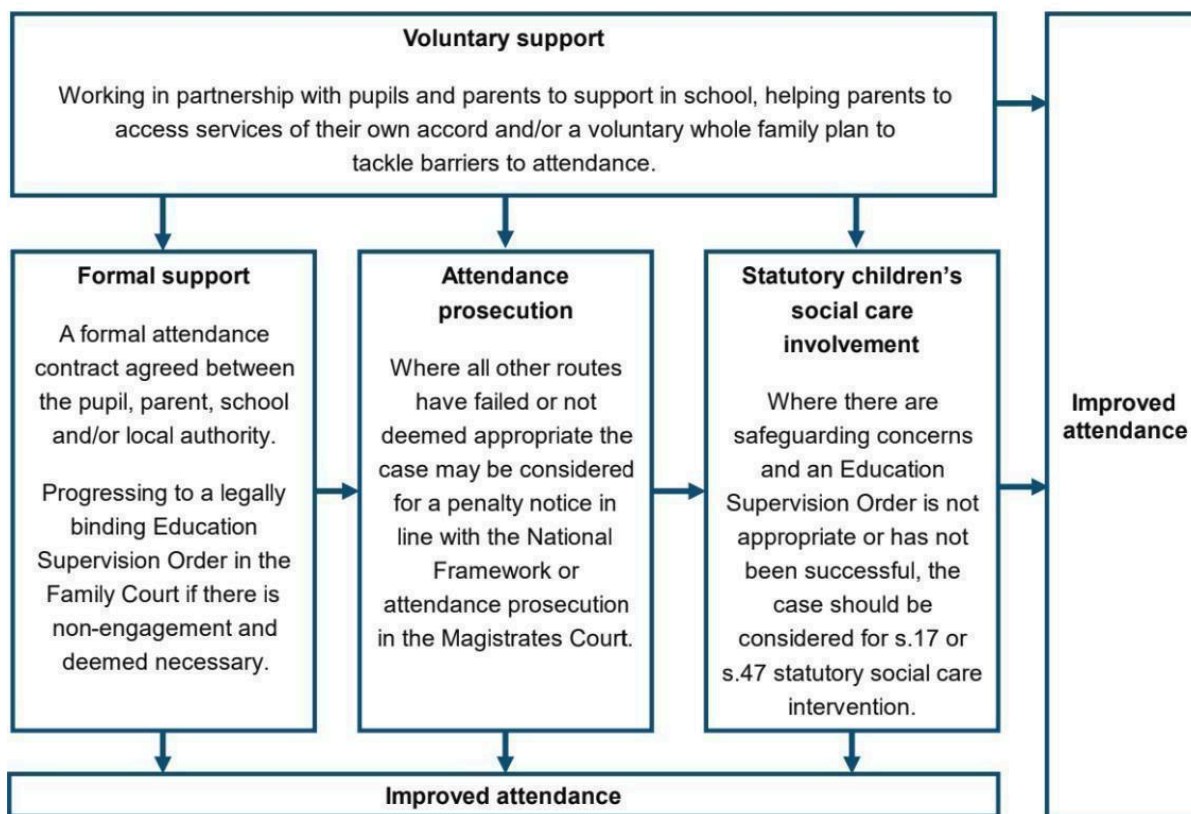 Voluntary support
Working in partnership with pupils and parents to support in school, helping parents to
access services of their own accord and/or a voluntary whole family plan to
tackle barriers to attendance.
Formal support
A formal attendance
contract agreed between
the pupil, parent, school
and/or local authority.
Progressing to a legally
binding Education
Supervision Order in the
Family Court if there is
non-engagement and
deemed necessary.
Attendance
prosecution
Where all other routes
have failed or not
deemed appropriate the
case may be considered
for a penalty notice in
line with the National
Framework or
attendance prosecution
in the Magistrates Court.
Statutory children's
social care
involvement
Where there are
safeguarding concerns
and an Education
Supervision Order is not
appropriate or has not
been successful, the
case should be
considered for s.17 or
s.47 statutory social care
intervention.
Improved
attendance
Improved attendance